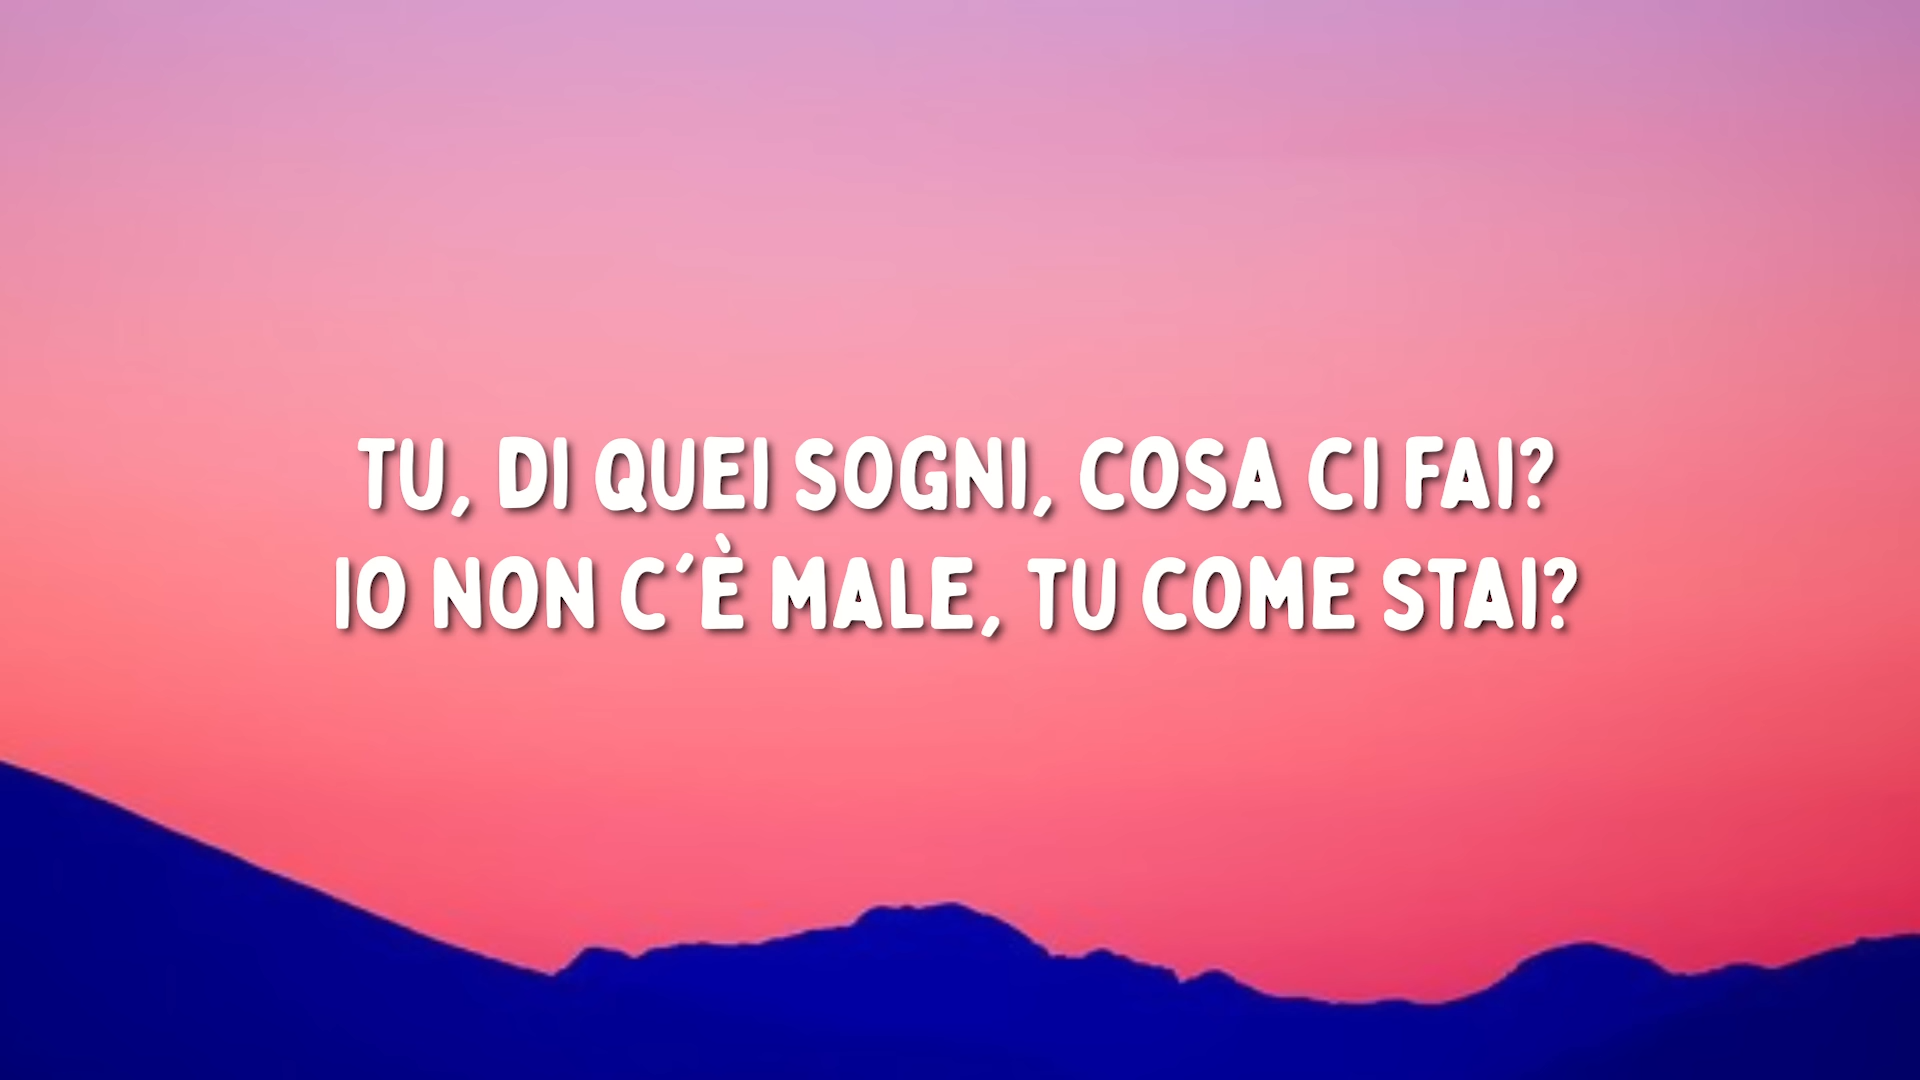 TU, DI QUEI SOGNI, COSA CI FAI?
IO NON C'È MALE, TU COME STAI?